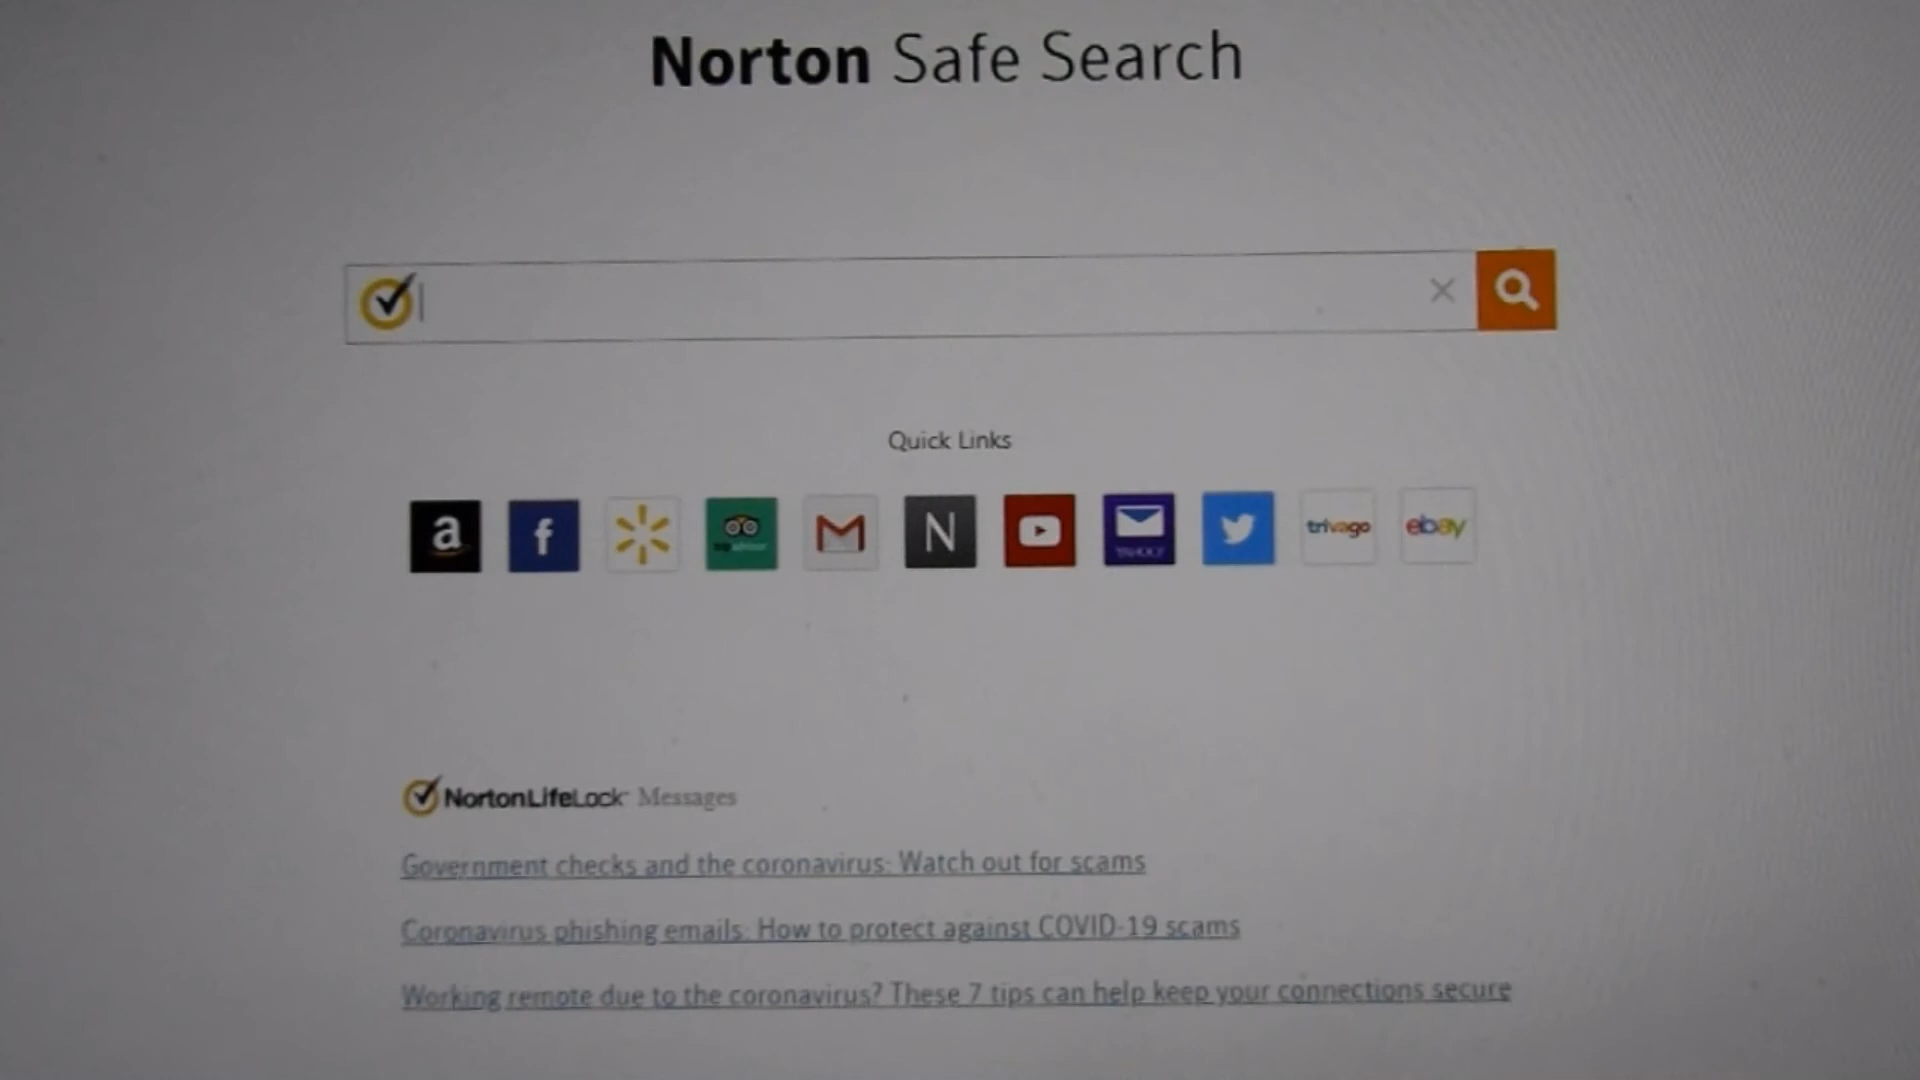 Norton Safe Search
Quick Links
a
f
tripadvisor
M
N
YAHOO!
trivago
ebay
NortonLifeLock Messages
Government checks and the coronavirus: Watch out for scams
Coronavirus phishing emails: How to protect against COVID-19 scams
Working remote due to the coronavirus? These 7 tips can help keep your connections secure